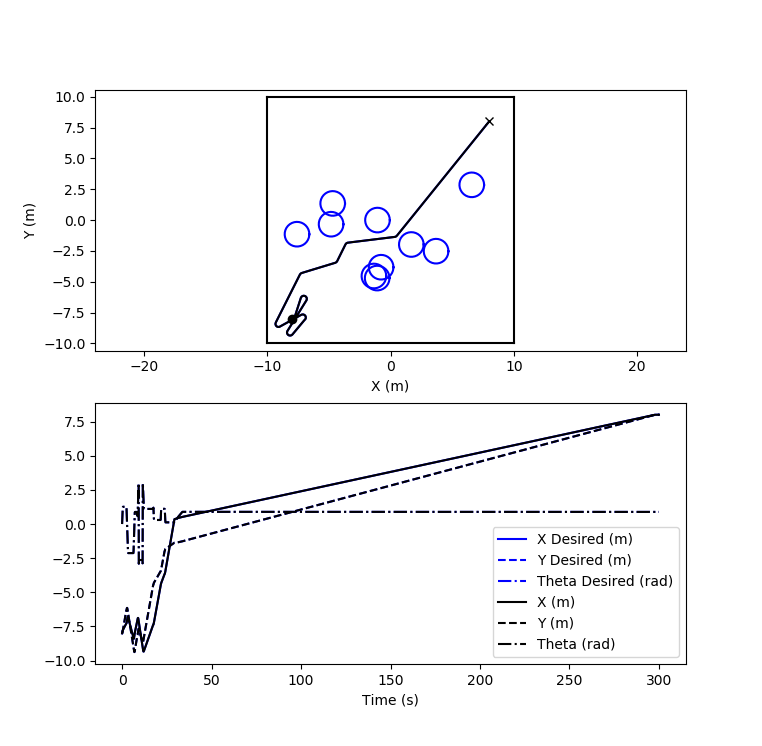 10.0
7.5
5.0
2.5
0.0
−2.5
−5.0
−7.5
−10.0
Y (m)
−20 −10 0 10 20
X (m)
7.5
5.0
2.5
0.0
−2.5
−5.0
−7.5
−10.0
X Desired (m)
Y Desired (m)
Theta Desired (rad)
X (m)
Y (m)
Theta (rad)
0 50 100 150 200 250 300
Time (s)